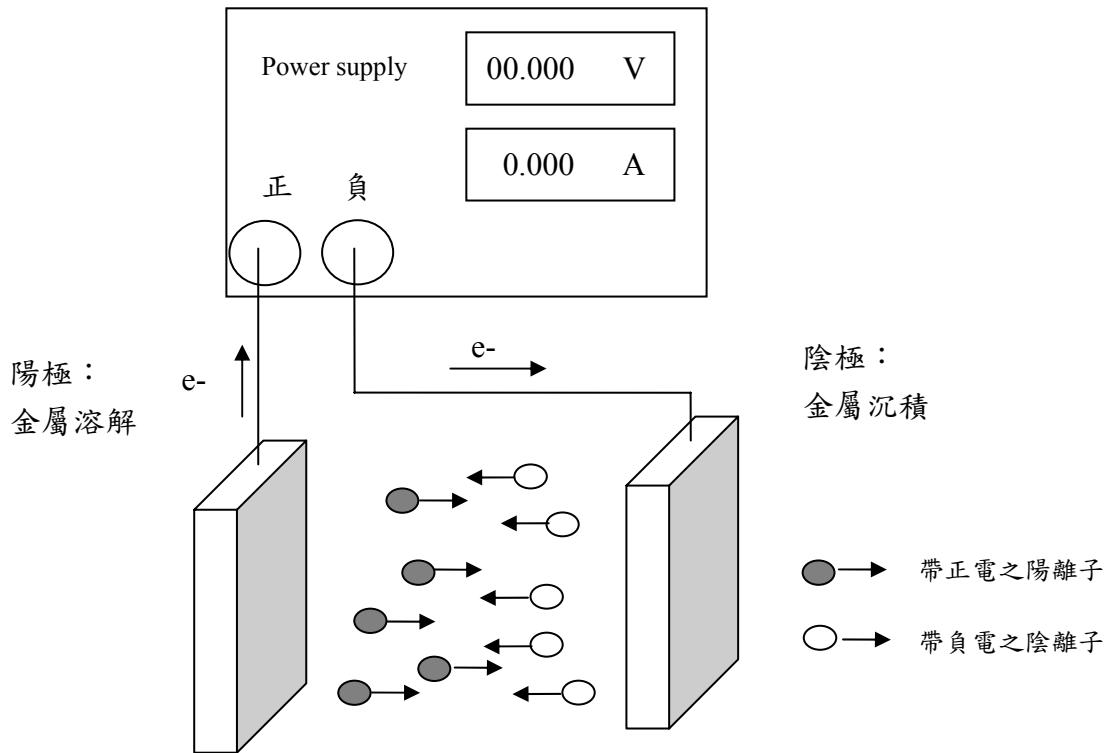 Power supply
00.000 V
0.000 A
正 負
陽極：
金屬溶解
e-
e-
陰極：
金屬沉積
帶正電之陽離子
帶負電之陰離子